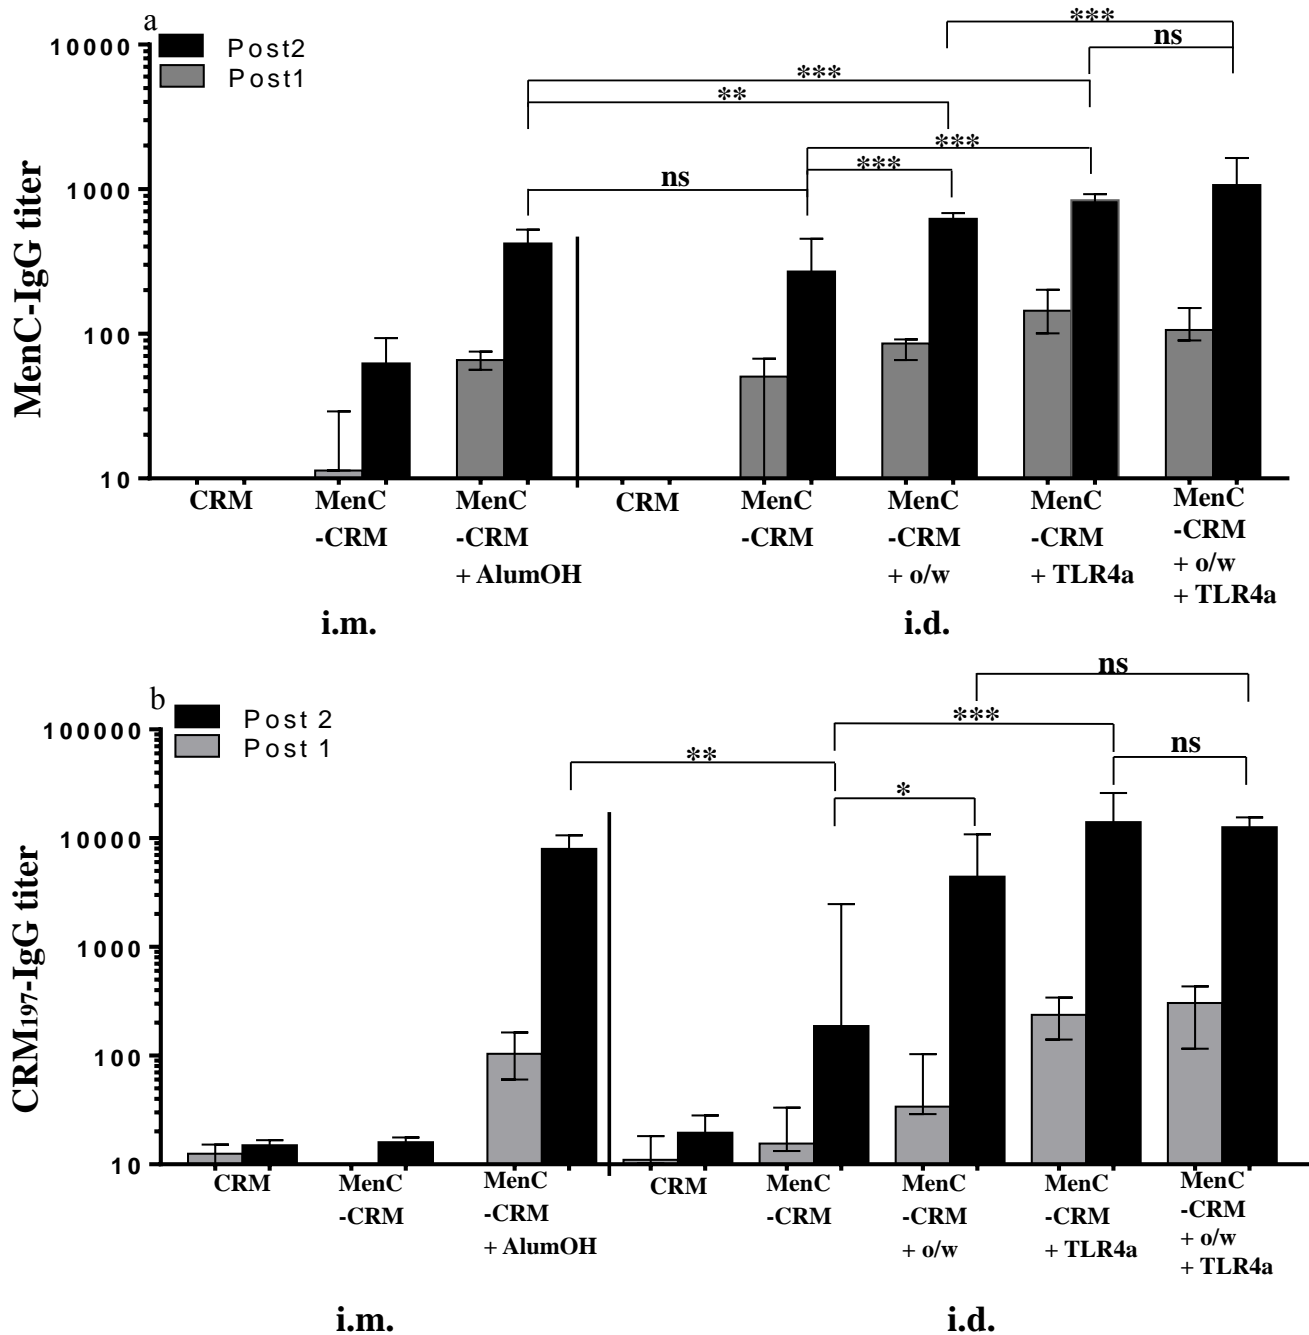 a
Post2
Post1
10000
1000
100
10
MenC-IgG titer
***
ns
***
**
***
***
ns
CRM
MenC
-CRM
MenC
-CRM
+ AlumOH
CRM
MenC
-CRM
MenC
-CRM
+ o/w
MenC
-CRM
+ TLR4a
MenC
-CRM
+ o/w
+ TLR4a
i.m.
i.d.
b
Post 2
Post 1
100000
10000
1000
100
10
CRM197-IgG titer
ns
***
ns
**
*
CRM
MenC
-CRM
MenC
-CRM
+ AlumOH
CRM
MenC
-CRM
MenC
-CRM
+ o/w
MenC
-CRM
+ TLR4a
MenC
-CRM
+ o/w
+ TLR4a
i.m.
i.d.